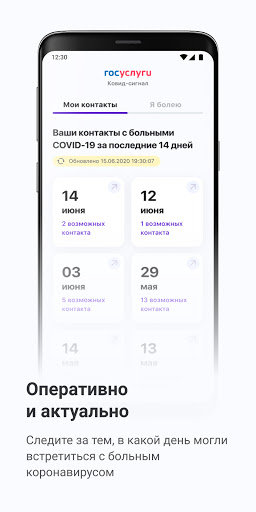 12:30
госуслуги
Ковид-сигнал
Мои контакты
Я болею
Ваши контакты с больными
COVID-19 за последние 14 дней
Обновлено 15.06.2020 19:30:07
14
июня
2 возможных
контакта
12
июня
1 возможных
контакта
03
июня
5 возможных
контакта
29
мая
13 возможных
контакта
14
мая
13
мая
Оперативно
и актуально
Следите за тем, в какой день могли
встретиться с больным
коронавирусом